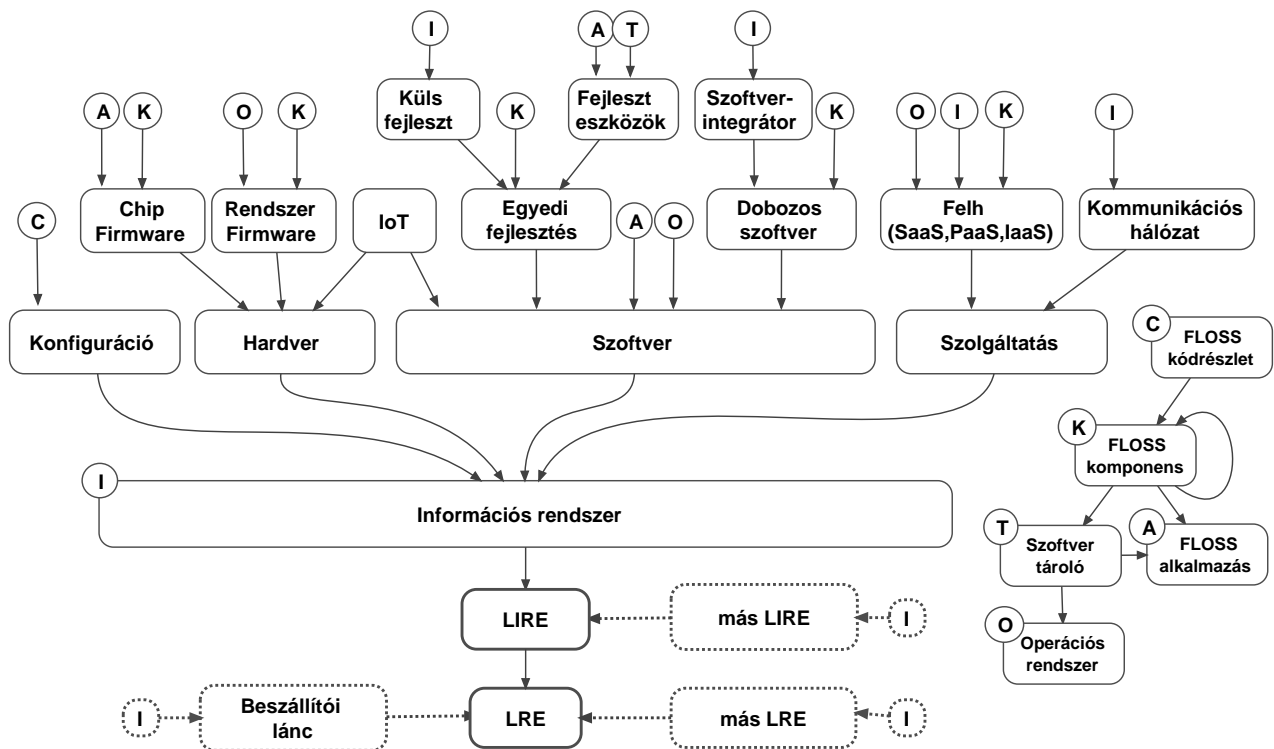 I
A
T
I
Küls
fejleszt
Fejleszt
eszközök
Szoftver-
integrátor
A
K
O
K
K
K
O
I
K
I
C
Chip
Firmware
Rendszer
Firmware
IoT
Egyedi
fejlesztés
A
O
Dobozos
szoftver
Felh
(SaaS,PaaS,IaaS)
Kommunikációs
hálózat
Konfiguráció
Hardver
Szoftver
Szolgáltatás
C
FLOSS
kódrészlet
K
FLOSS
komponens
I
Információs rendszer
T
Szoftver
tároló
A
FLOSS
alkalmazás
LIRE
más LIRE
I
O
Operációs
rendszer
I
Beszállítói
lánc
LRE
más LRE
I